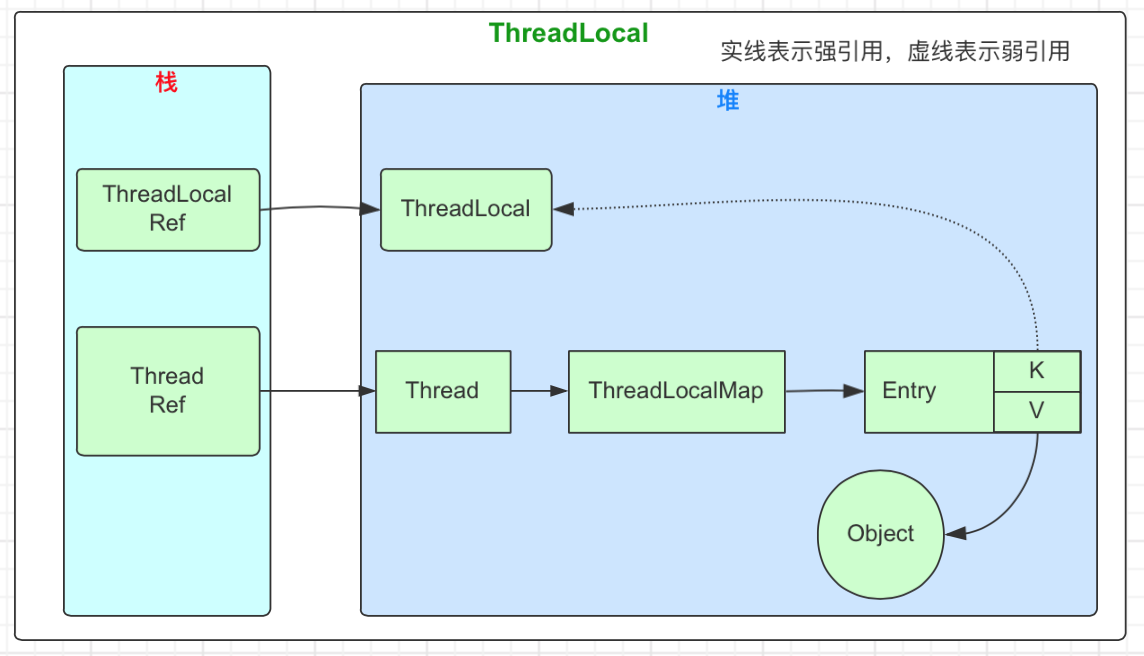 ThreadLocal
实线表示强引用，虚线表示弱引用
栈
堆
ThreadLocal
Ref
ThreadLocal
Thread
Ref
Thread
ThreadLocalMap
Entry
K
V
Object